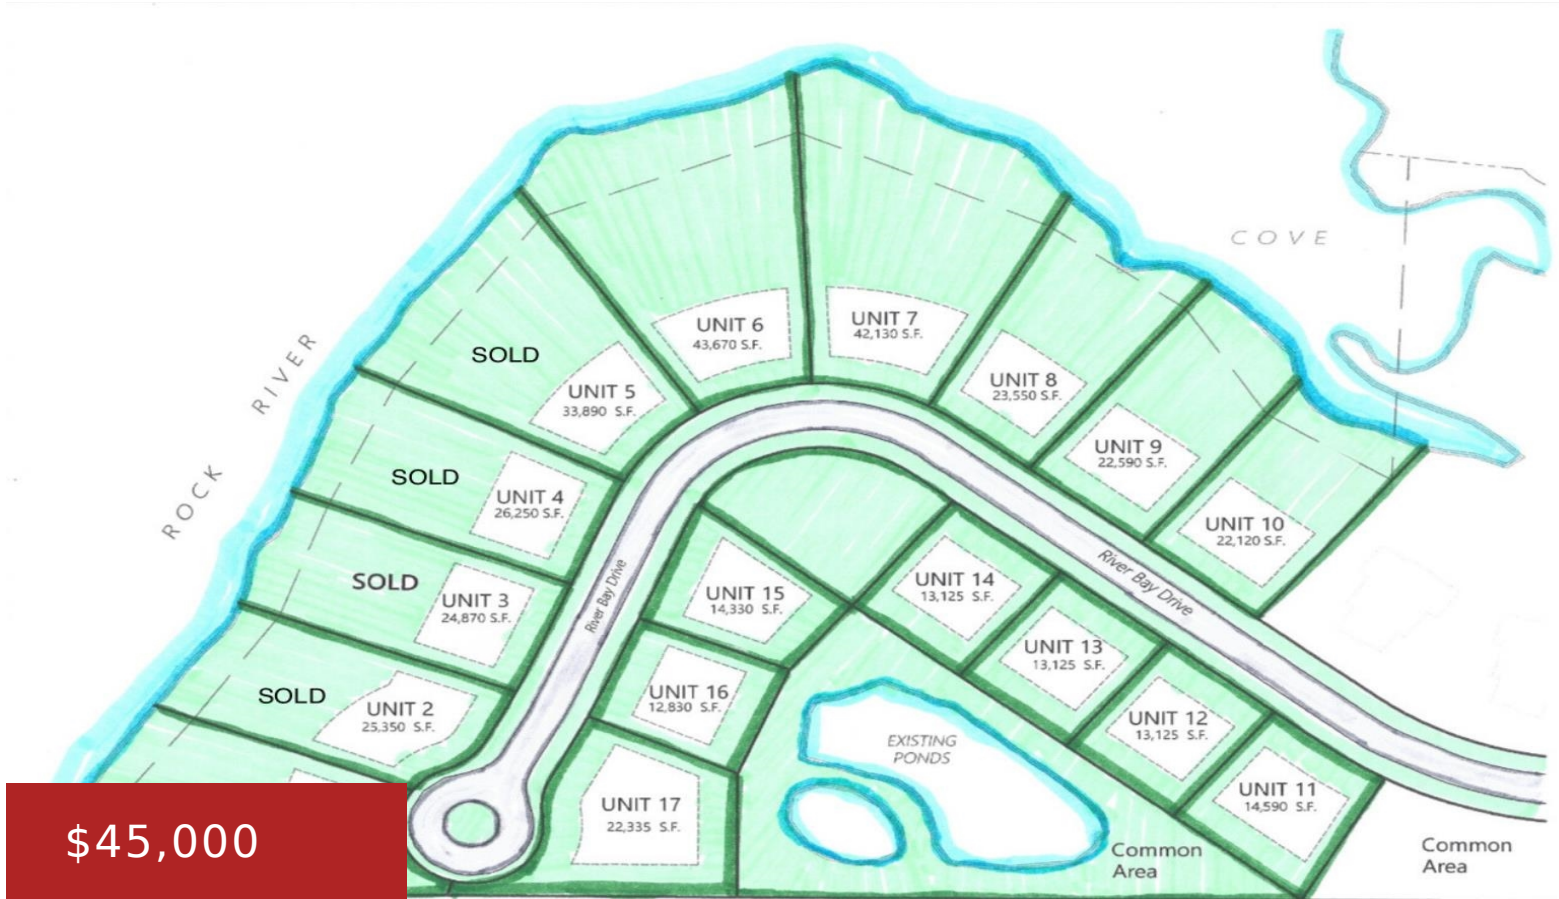 COVE
ROCK RIVER
UNIT 6
43,670 S.F.
UNIT 7
42,130 S.F.
SOLD
UNIT 5
33,890 S.F.
UNIT 8
23,550 S.F.
UNIT 9
22,590 S.F.
SOLD
UNIT 4
26,250 S.F.
UNIT 10
22,120 S.F.
SOLD
UNIT 3
24,870 S.F.
River Bay Drive
River Bay Drive
UNIT 15
14,330 S.F.
UNIT 14
13,125 S.F.
UNIT 13
13,125 S.F.
SOLD
UNIT 2
25,350 S.F.
UNIT 16
12,830 S.F.
UNIT 12
13,125 S.F.
EXISTING
PONDS
UNIT 17
22,335 S.F.
UNIT 11
14,590 S.F.
Common
Area
Common
Area
$45,000